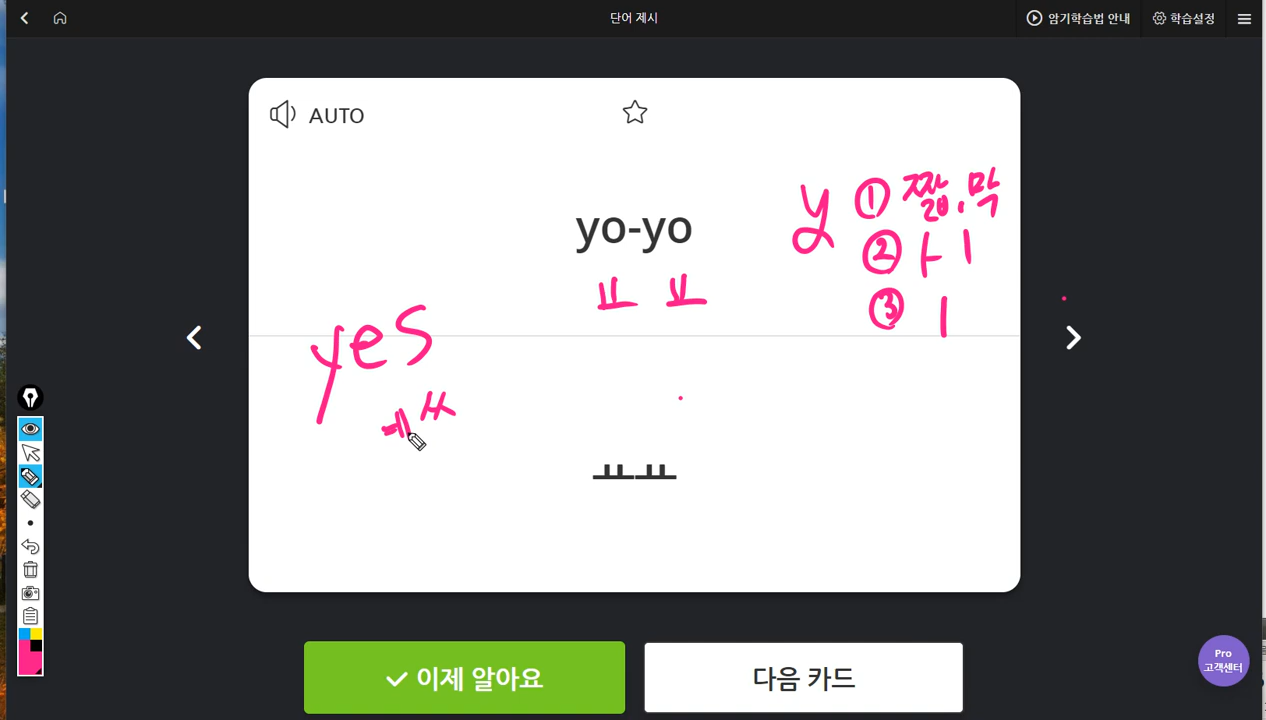 단어 제시
암기학습법 안내
학습설정
AUTO
yo-yo
y ① 짧.막
② ㅏ ㅣ
③ ㅣ
ㅛ ㅛ
yes
ㅛㅛ
이제 알아요
다음 카드
Pro
고객센터